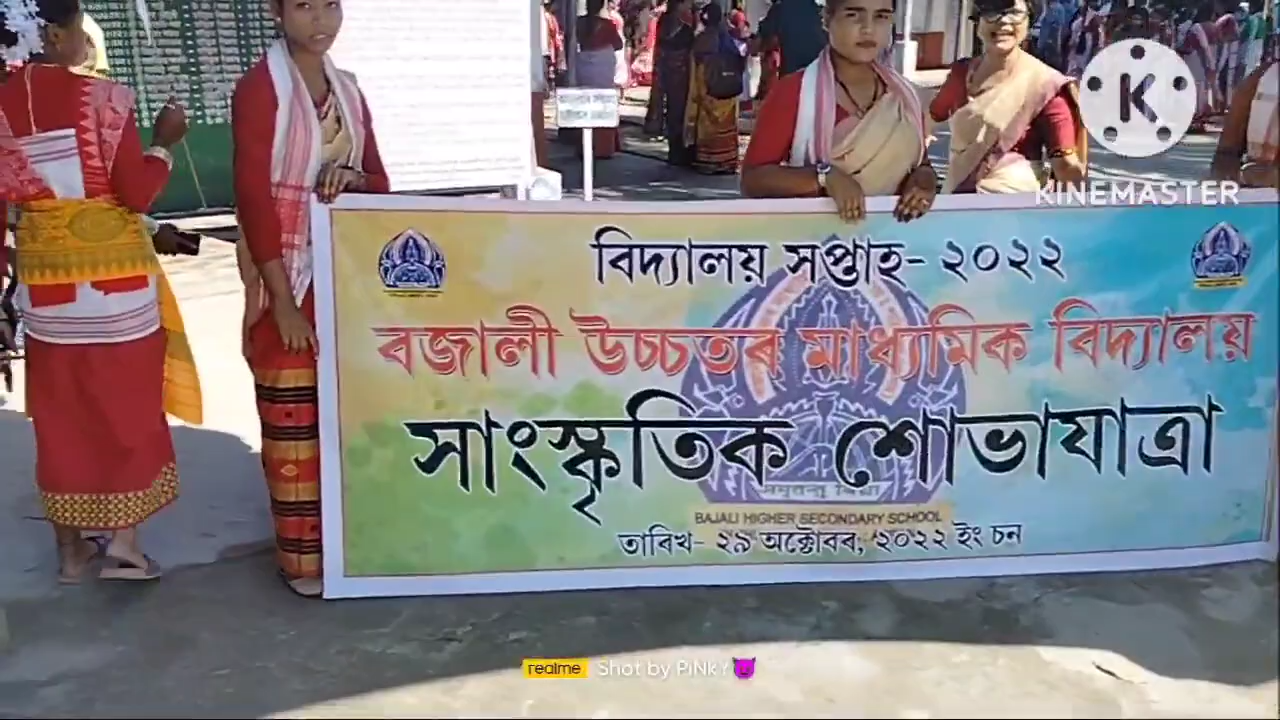 KINEMASTER
বিদ্যালয় সপ্তাহ- ২০২২
বজালী উচ্চতৰ মাধ্যমিক বিদ্যালয়
সাংস্কৃতিক শোভাযাত্ৰা
BAJALI HIGHER SECONDARY SCHOOL
তাৰিখ- ২৯ অক্টোবৰ, ২০২২ ইং চন
realme Shot by PiNkY😈